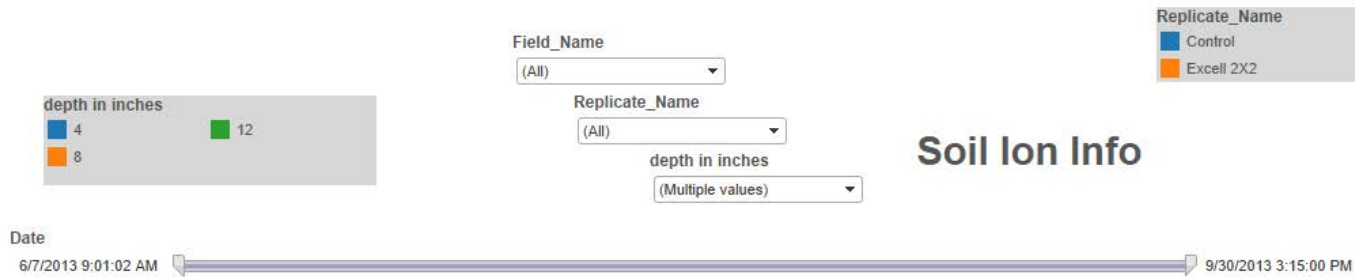 Replicate_Name
Control
Excell 2X2
Field_Name
(All)
depth in inches
4
12
8
Replicate_Name
(All)
Soil Ion Info
depth in inches
(Multiple values)
Date
6/7/2013 9:01:02 AM
9/30/2013 3:15:00 PM